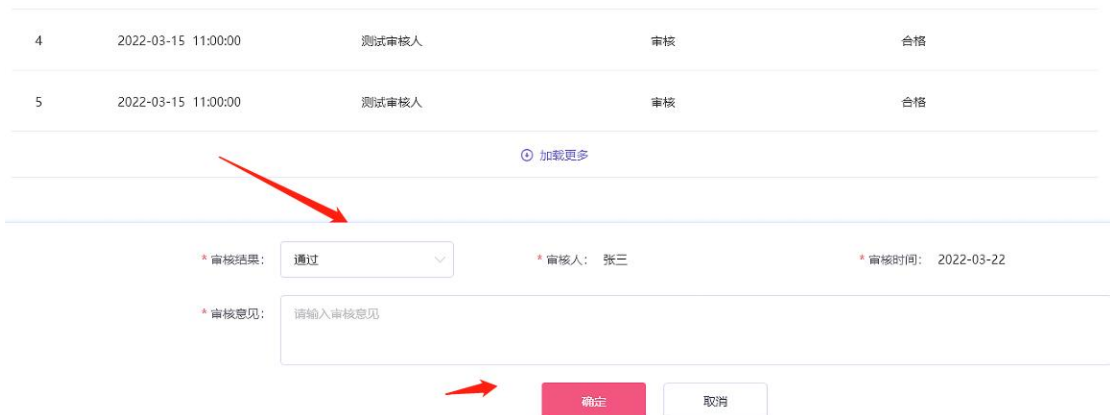 4 2022-03-15 11:00:00 测试审核人 审核 合格
5 2022-03-15 11:00:00 测试审核人 审核 合格
加载更多
* 审核结果： 通过 * 审核人： 张三 * 审核时间： 2022-03-22
* 审核意见： 请输入审核意见
确定 取消